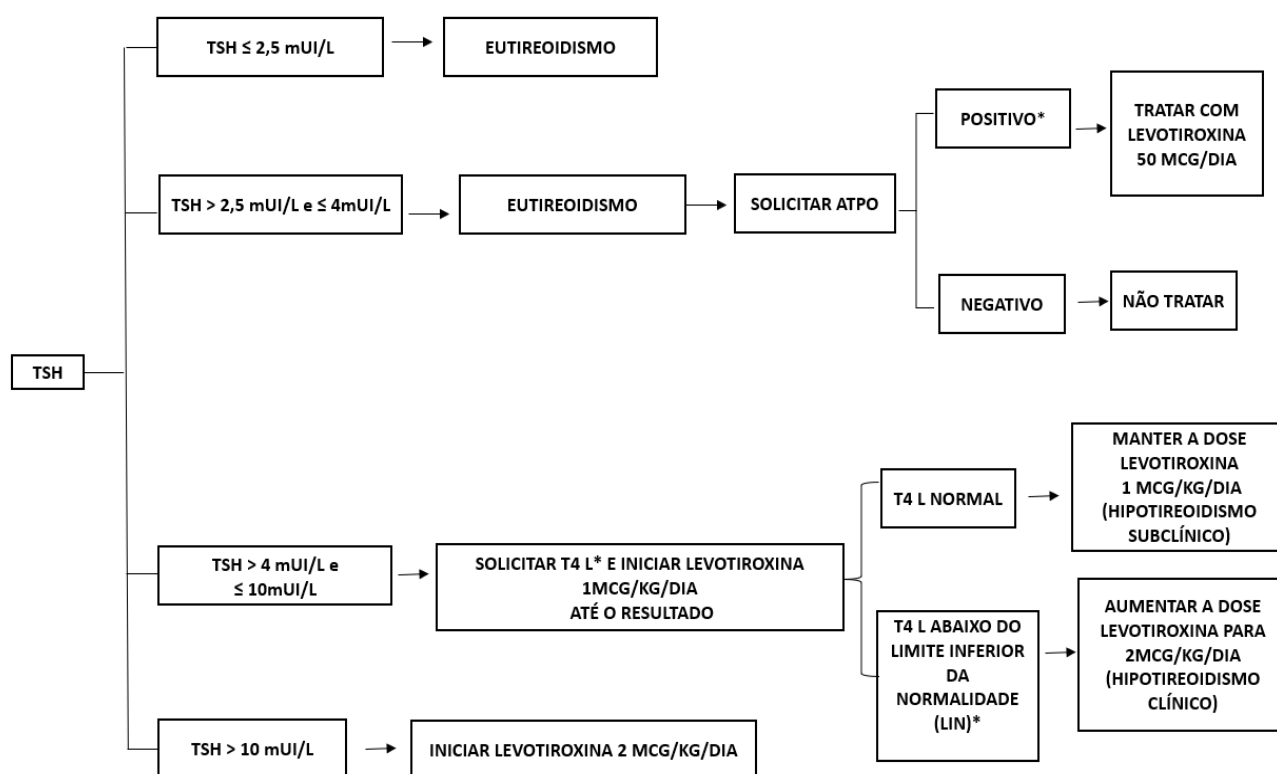 TSH
TSH ≤ 2,5 mUI/L
EUTIREOIDISMO
TSH > 2,5 mUI/L e ≤ 4mUI/L
EUTIREOIDISMO
SOLICITAR ATPO
POSITIVO*
TRATAR COM
LEVOTIROXINA
50 MCG/DIA
NEGATIVO
NÃO TRATAR
TSH > 4 mUI/L e
≤ 10mUI/L
SOLICITAR T4 L* E INICIAR LEVOTIROXINA
1MCG/KG/DIA
ATÉ O RESULTADO
T4 L NORMAL
MANTER A DOSE
LEVOTIROXINA
1 MCG/KG/DIA
(HIPOTIREOIDISMO
SUBCLÍNICO)
T4 L ABAIXO DO
LIMITE INFERIOR
DA
NORMALIDADE
(LIN)*
AUMENTAR A DOSE
LEVOTIROXINA PARA
2MCG/KG/DIA
(HIPOTIREOIDISMO
CLÍNICO)
TSH > 10 mUI/L
INICIAR LEVOTIROXINA 2 MCG/KG/DIA